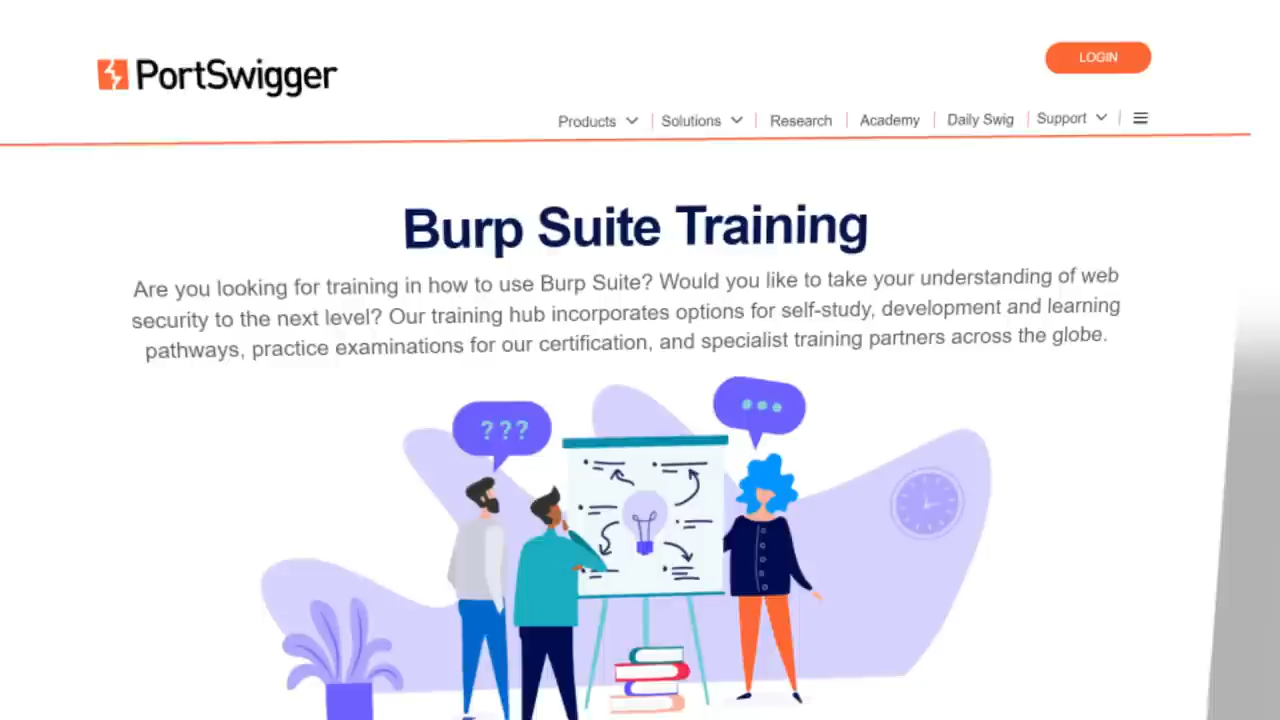 PortSwigger
LOGIN
Products
Solutions
Research
Academy
Daily Swig
Support
Burp Suite Training
Are you looking for training in how to use Burp Suite? Would you like to take your understanding of web
security to the next level? Our training hub incorporates options for self-study, development and learning
pathways, practice examinations for our certification, and specialist training partners across the globe.
???